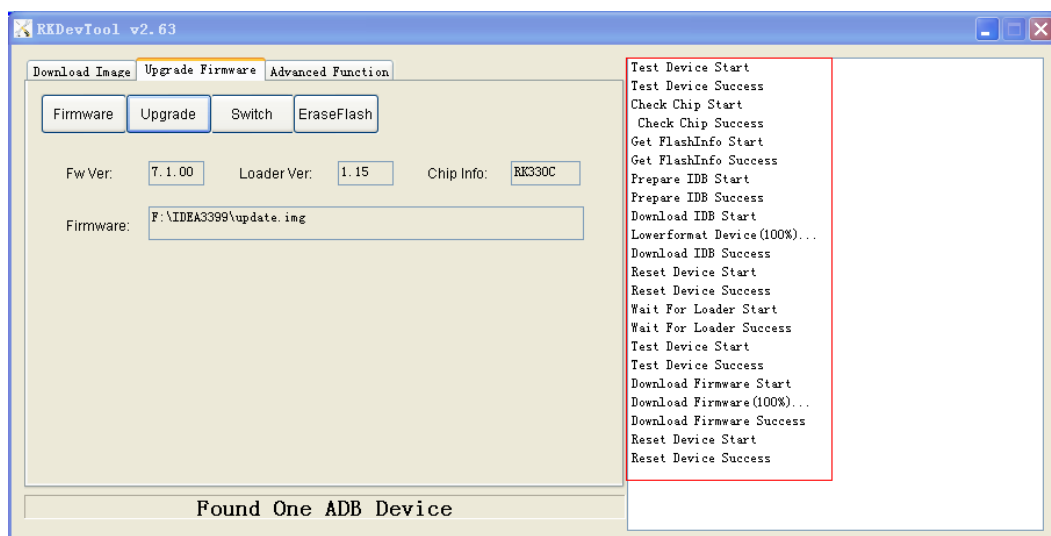 RKDevTool v2.63
Download Image Upgrade Firmware Advanced Function
Firmware Upgrade Switch EraseFlash
Fw Ver: 7.1.00 Loader Ver: 1.15 Chip Info: RK330C
Firmware: F:\IDEA3399\update.img
Found One ADB Device
Test Device Start
Test Device Success
Check Chip Start
Check Chip Success
Get FlashInfo Start
Get FlashInfo Success
Prepare IDB Start
Prepare IDB Success
Download IDB Start
Lowerformat Device(100%)...
Download IDB Success
Reset Device Start
Reset Device Success
Wait For Loader Start
Wait For Loader Success
Test Device Start
Test Device Success
Download Firmware Start
Download Firmware(100%)...
Download Firmware Success
Reset Device Start
Reset Device Success